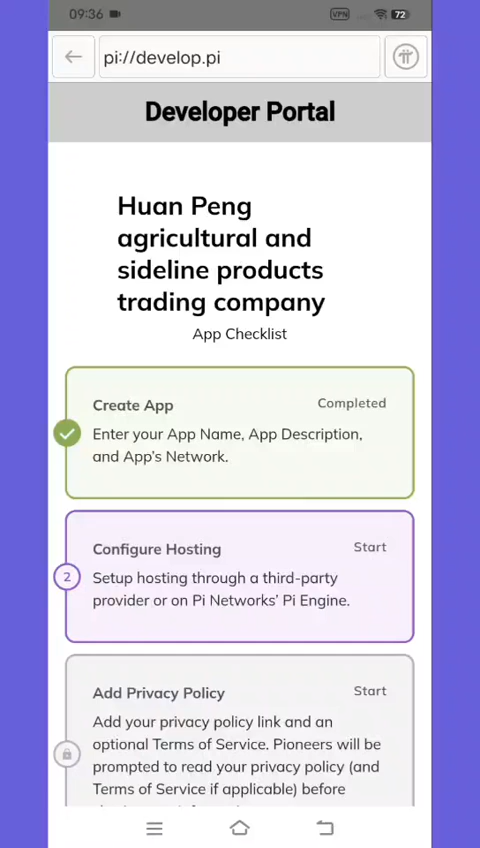 09:36
VPN
72
pi://develop.pi
Developer Portal
Huan Peng
agricultural and
sideline products
trading company
App Checklist
Create App
Completed
Enter your App Name, App Description,
and App's Network.
Configure Hosting
Start
2
Setup hosting through a third-party
provider or on Pi Networks' Pi Engine.
Add Privacy Policy
Start
Add your privacy policy link and an
optional Terms of Service. Pioneers will be
prompted to read your privacy policy (and
Terms of Service if applicable) before